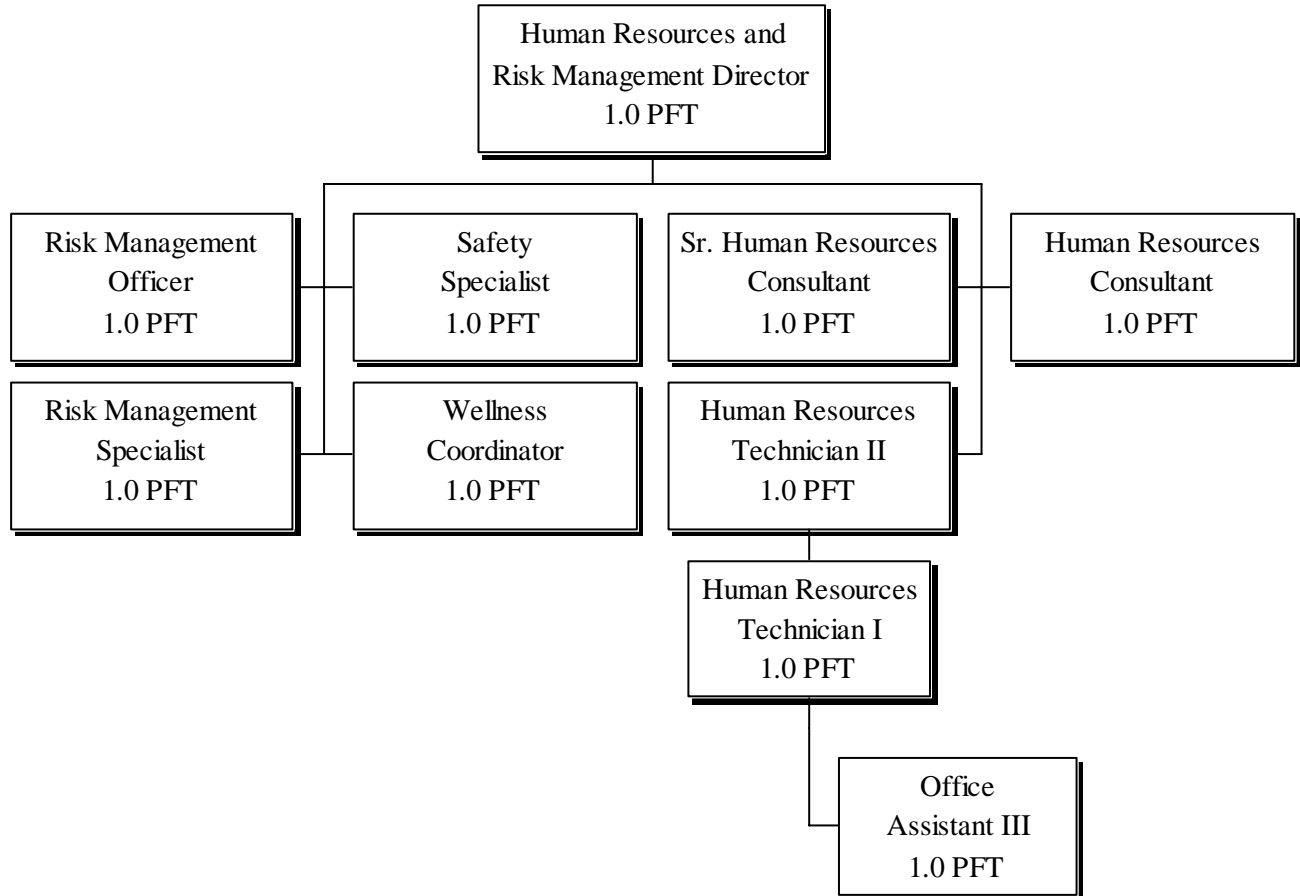 Human Resources and
Risk Management Director
1.0 PFT
Risk Management
Officer
1.0 PFT
Safety
Specialist
1.0 PFT
Sr. Human Resources
Consultant
1.0 PFT
Human Resources
Consultant
1.0 PFT
Risk Management
Specialist
1.0 PFT
Wellness
Coordinator
1.0 PFT
Human Resources
Technician II
1.0 PFT
Human Resources
Technician I
1.0 PFT
Office
Assistant III
1.0 PFT